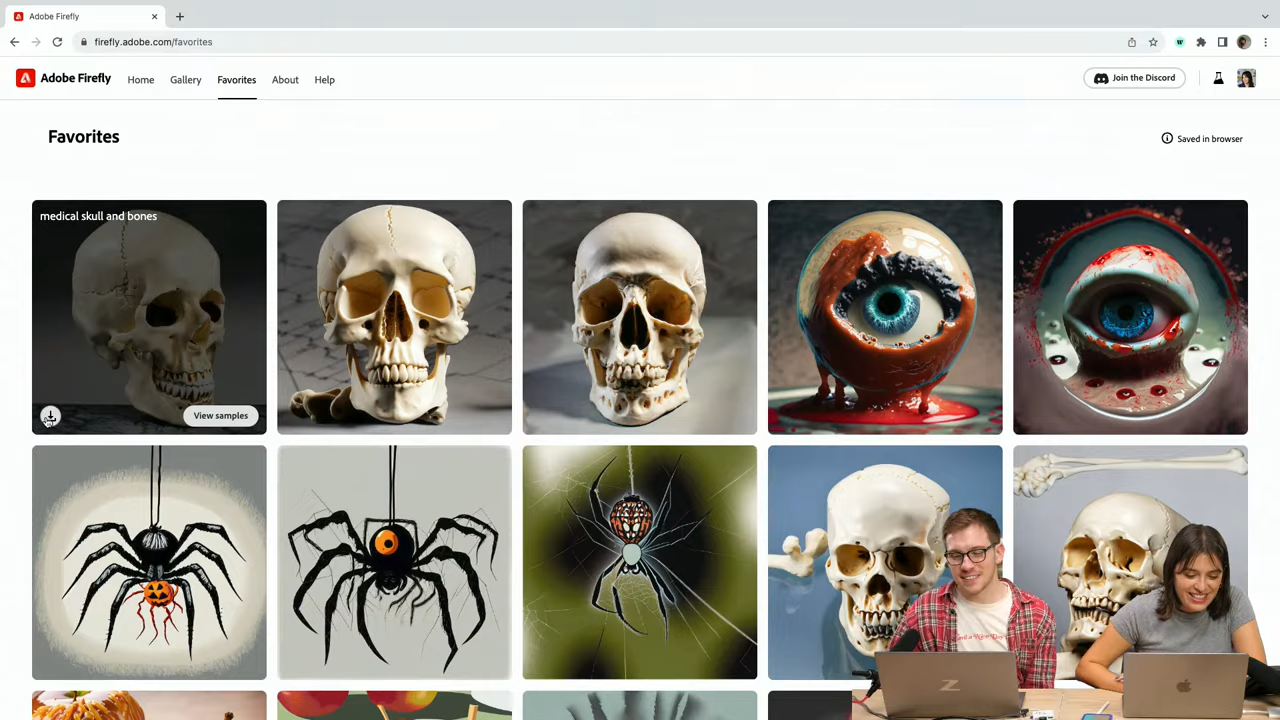 Adobe Firefly
firefly.adobe.com/favorites
Adobe Firefly Home Gallery Favorites About Help
Join the Discord
Favorites
Saved in browser
medical skull and bones
View samples